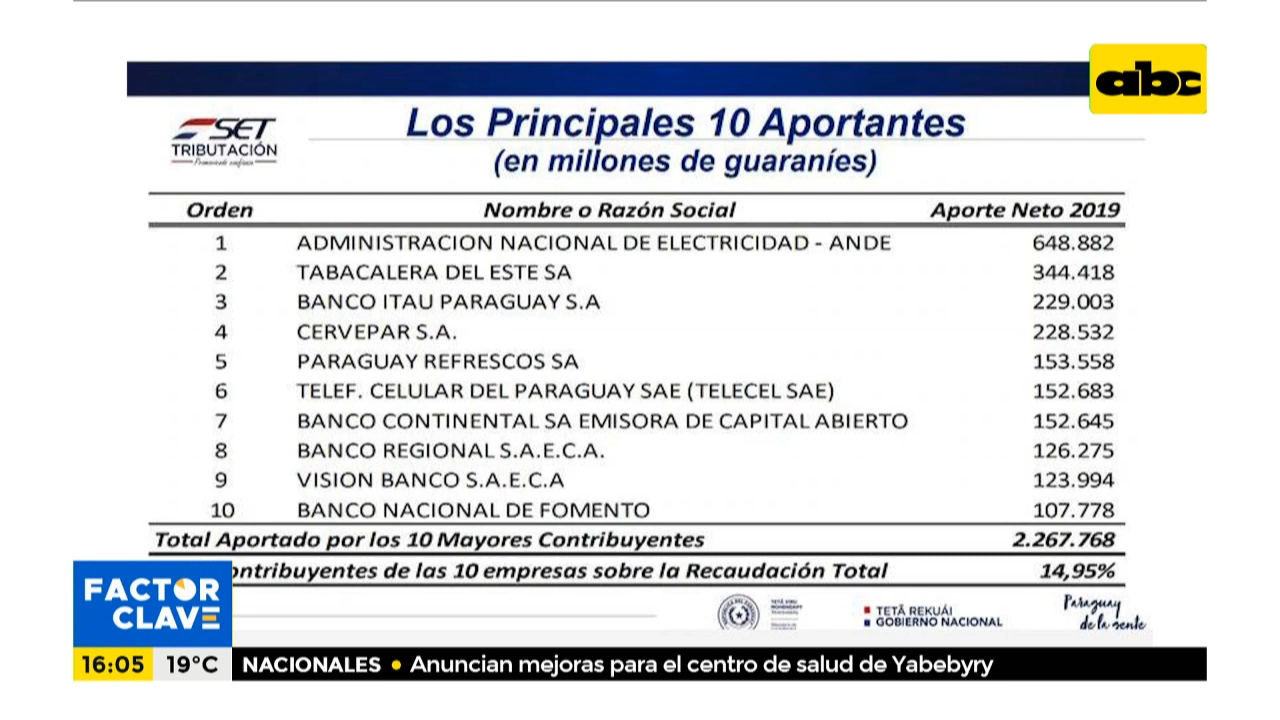 abc
SET
TRIBUTACIÓN
Los Principales 10 Aportantes
(en millones de guaraníes)
Orden Nombre o Razón Social Aporte Neto 2019
1 ADMINISTRACION NACIONAL DE ELECTRICIDAD - ANDE 648.882
2 TABACALERA DEL ESTE SA 344.418
3 BANCO ITAU PARAGUAY S.A 229.003
4 CERVEPAR S.A. 228.532
5 PARAGUAY REFRESCOS SA 153.558
6 TELEF. CELULAR DEL PARAGUAY SAE (TELECEL SAE) 152.683
7 BANCO CONTINENTAL SA EMISORA DE CAPITAL ABIERTO 152.645
8 BANCO REGIONAL S.A.E.C.A. 126.275
9 VISION BANCO S.A.E.C.A 123.994
10 BANCO NACIONAL DE FOMENTO 107.778
Total Aportado por los 10 Mayores Contribuyentes 2.267.768
ontribuyentes de las 10 empresas sobre la Recaudación Total 14,95%
FACTOR
CLAVE
TETÃ REKUÁI
GOBIERNO NACIONAL
Paraguay
de la gente
16:05 19°C NACIONALES • Anuncian mejoras para el centro de salud de Yabebyry